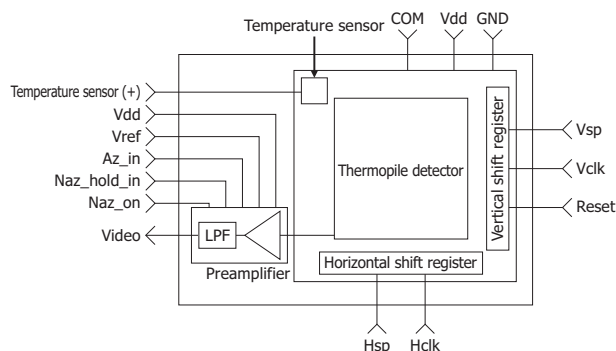 Temperature sensor
COM
Vdd
GND
Temperature sensor (+)
Vdd
Vref
Az_in
Naz_hold_in
Naz_on
Video
LPF
Preamplifier
Thermopile detector
Vertical shift register
Vsp
Vclk
Reset
Horizontal shift register
Hsp
Hclk